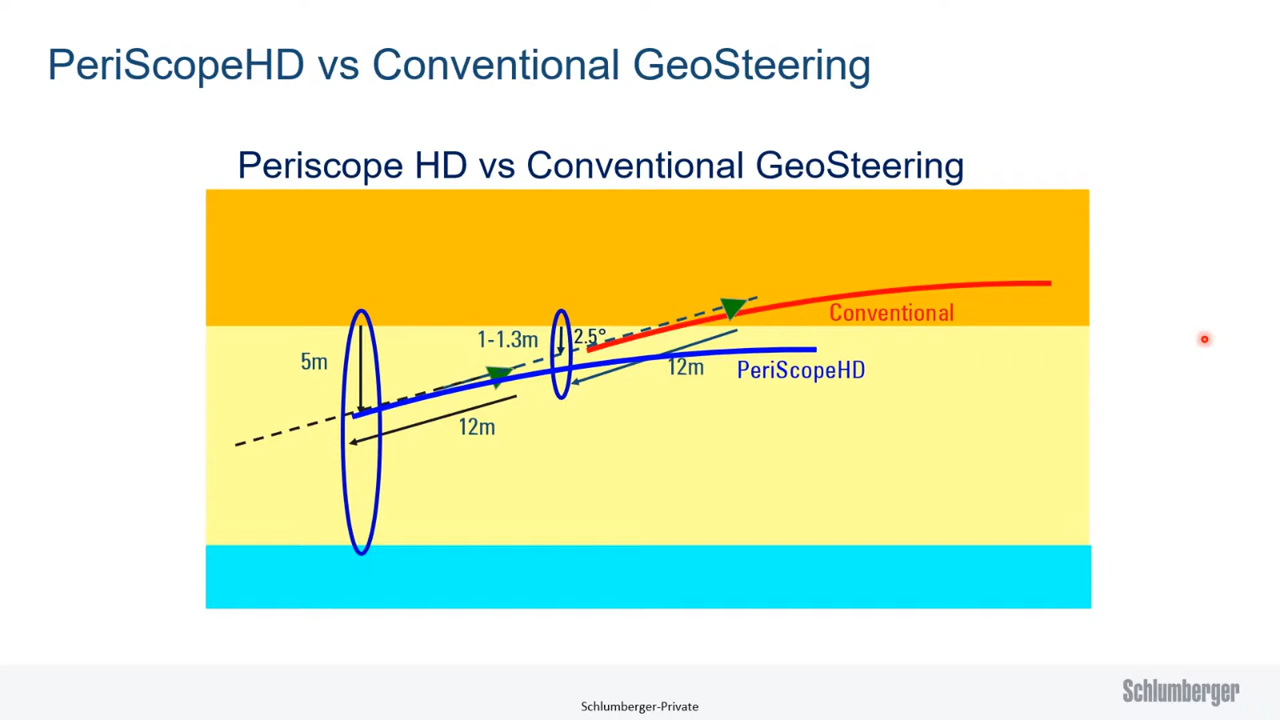 PeriScopeHD vs Conventional GeoSteering
Periscope HD vs Conventional GeoSteering
Conventional
1-1.3m
2.5°
5m
12m
PeriScopeHD
12m
Schlumberger
Schlumberger-Private